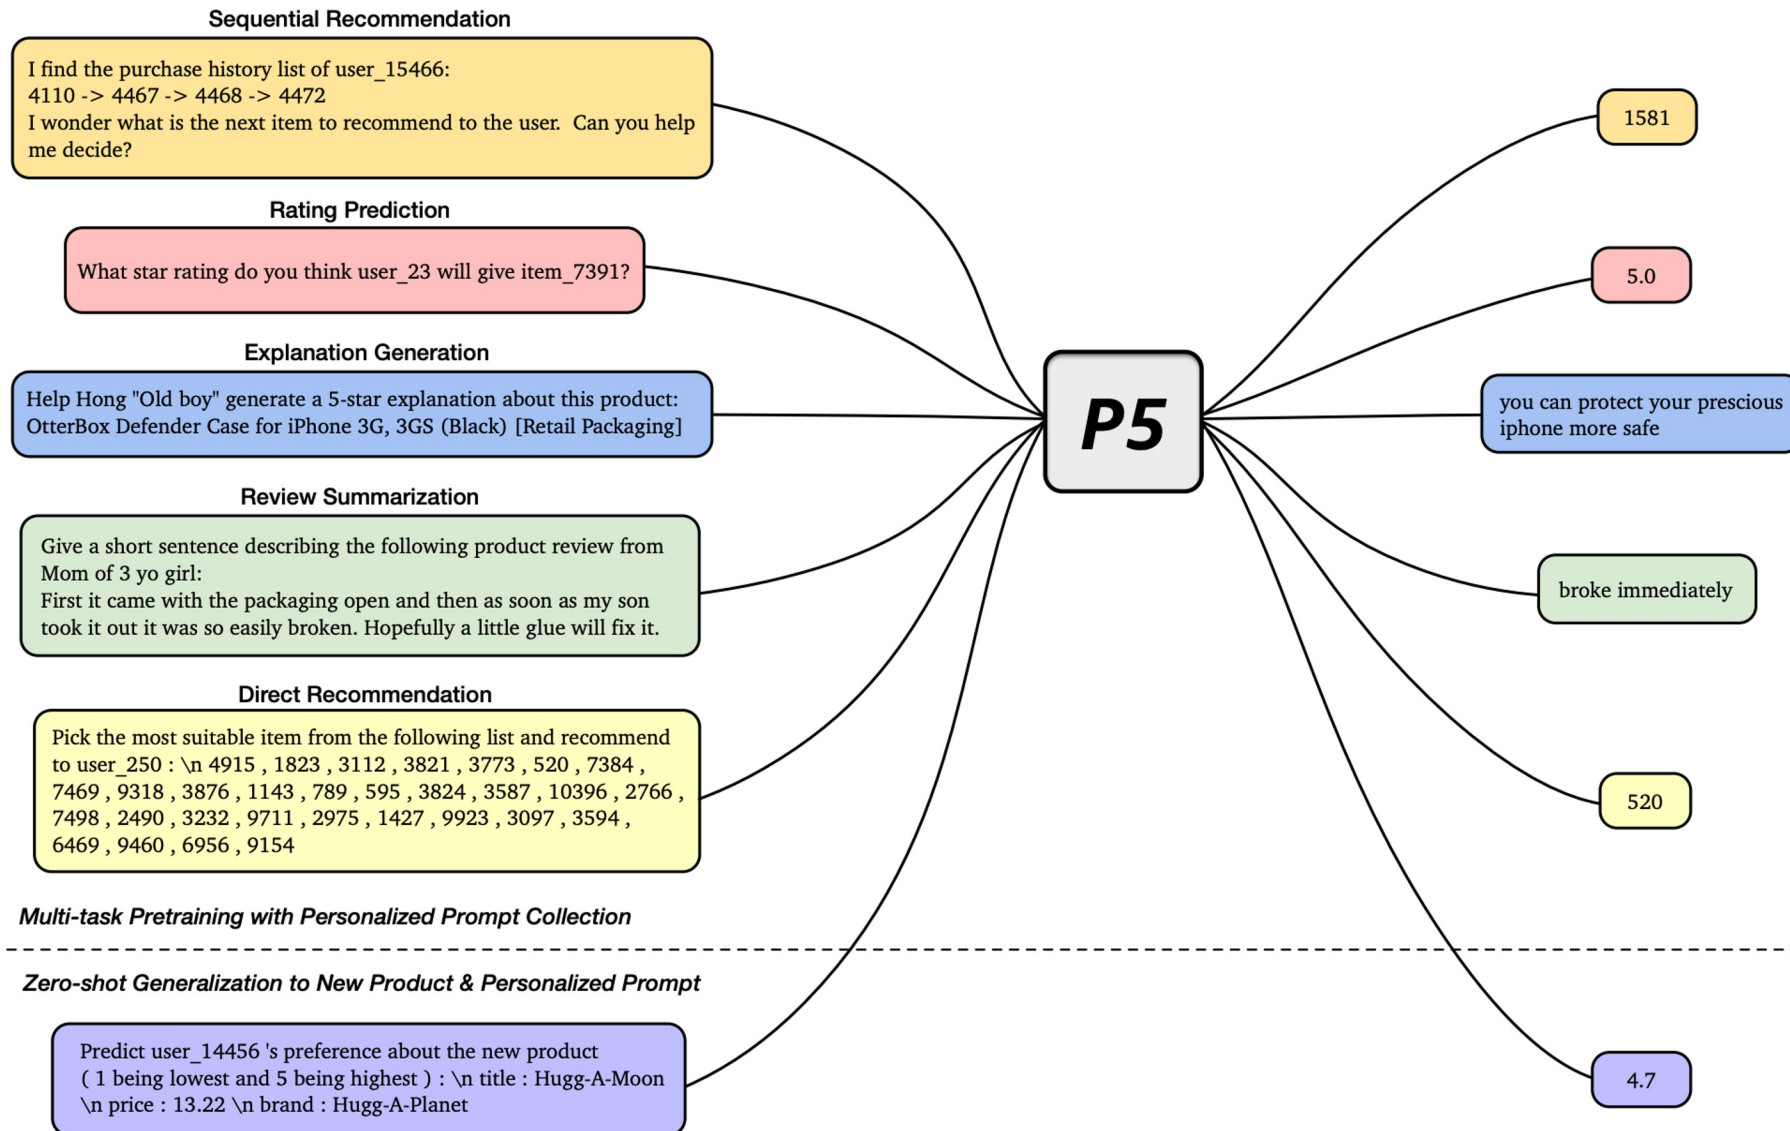 Sequential Recommendation
I find the purchase history list of user_15466:
4110 -> 4467 -> 4468 -> 4472
I wonder what is the next item to recommend to the user.  Can you help
me decide?
1581
Rating Prediction
What star rating do you think user_23 will give item_7391?
5.0
Explanation Generation
Help Hong "Old boy" generate a 5-star explanation about this product:
OtterBox Defender Case for iPhone 3G, 3GS (Black) [Retail Packaging]
P5
you can protect your prescious
iphone more safe
Review Summarization
Give a short sentence describing the following product review from
Mom of 3 yo girl:
First it came with the packaging open and then as soon as my son
took it out it was so easily broken. Hopefully a little glue will fix it.
broke immediately
Direct Recommendation
Pick the most suitable item from the following list and recommend
to user_250 : \n 4915 , 1823 , 3112 , 3821 , 3773 , 520 , 7384 ,
7469 , 9318 , 3876 , 1143 , 789 , 595 , 3824 , 3587 , 10396 , 2766 ,
7498 , 2490 , 3232 , 9711 , 2975 , 1427 , 9923 , 3097 , 3594 ,
6469 , 9460 , 6956 , 9154
520
Multi-task Pretraining with Personalized Prompt Collection
Zero-shot Generalization to New Product & Personalized Prompt
Predict user_14456 's preference about the new product
( 1 being lowest and 5 being highest ) : \n title : Hugg-A-Moon
\n price : 13.22 \n brand : Hugg-A-Planet
4.7